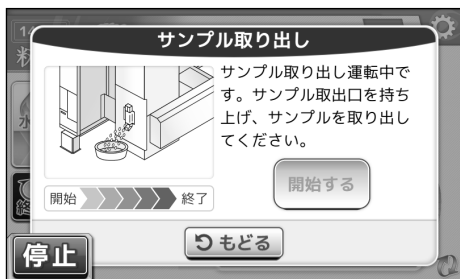 サンプル取り出し
サンプル取り出し運転中で
す。サンプル取出口を持ち
上げ、サンプルを取り出し
てください。
開始 終了
開始する
もどる
停止